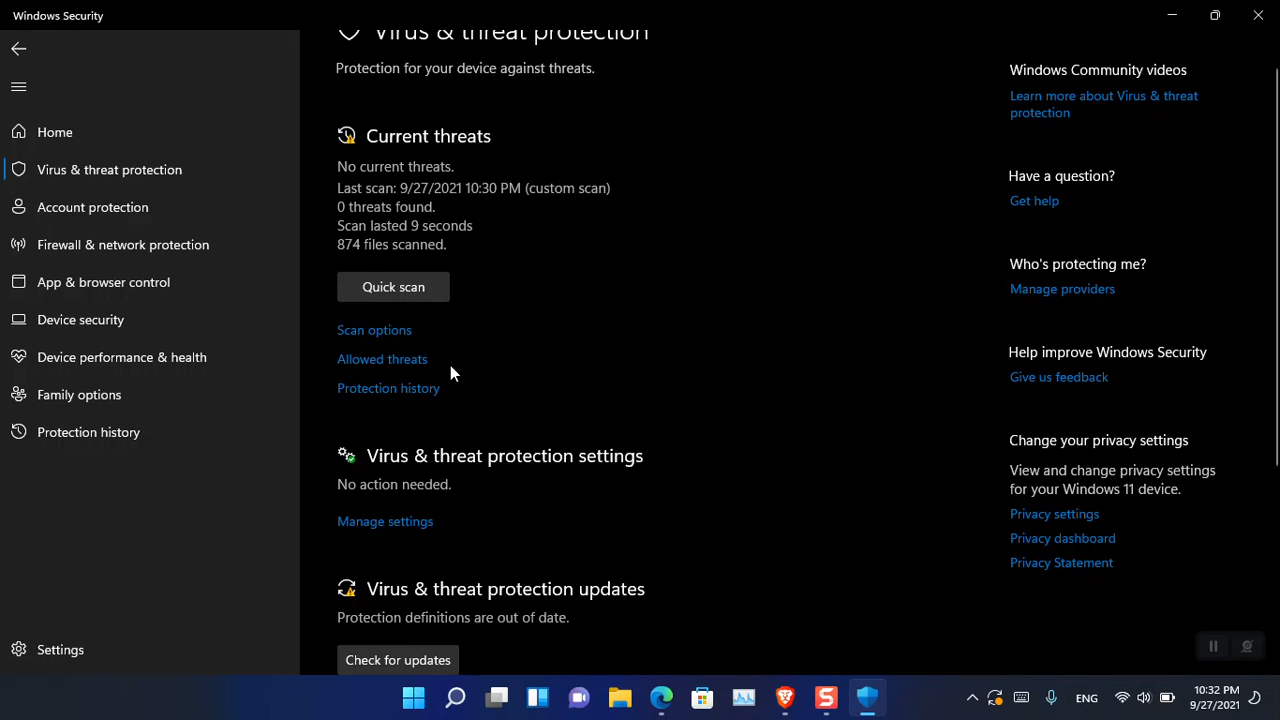 Windows Security
Home
Virus & threat protection
Account protection
Firewall & network protection
App & browser control
Device security
Device performance & health
Family options
Protection history
Settings
Virus & threat protection
Protection for your device against threats.
Current threats
No current threats.
Last scan: 9/27/2021 10:30 PM (custom scan)
0 threats found.
Scan lasted 9 seconds
874 files scanned.
Quick scan
Scan options
Allowed threats
Protection history
Virus & threat protection settings
No action needed.
Manage settings
Virus & threat protection updates
Protection definitions are out of date.
Check for updates
Windows Community videos
Learn more about Virus & threat
protection
Have a question?
Get help
Who's protecting me?
Manage providers
Help improve Windows Security
Give us feedback
Change your privacy settings
View and change privacy settings
for your Windows 11 device.
Privacy settings
Privacy dashboard
Privacy Statement
S
ENG
10:32 PM
9/27/2021